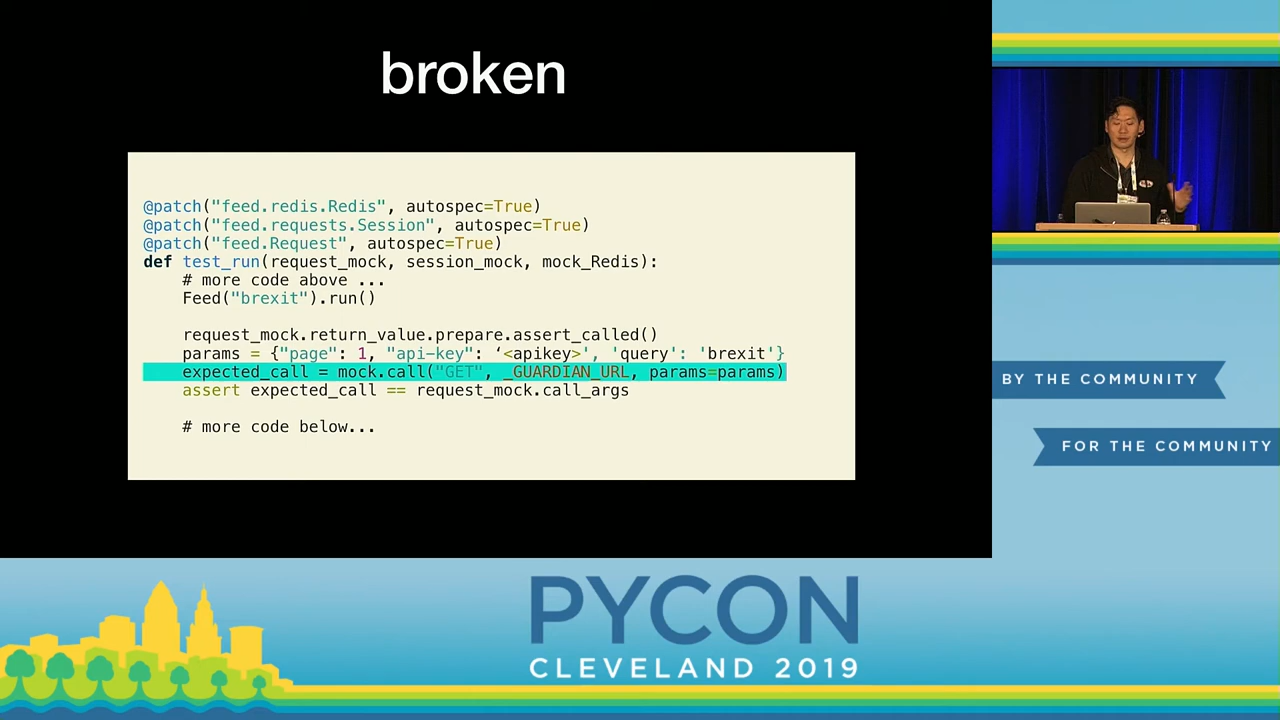 broken
@patch("feed.redis.Redis", autospec=True)
@patch("feed.requests.Session", autospec=True)
@patch("feed.Request", autospec=True)
def test_run(request_mock, session_mock, mock_Redis):
# more code above ...
Feed("brexit").run()
request_mock.return_value.prepare.assert_called()
params = {"page": 1, "api-key": ‘<apikey>', 'query': 'brexit'}
expected_call = mock.call("GET", _GUARDIAN_URL, params=params)
assert expected_call == request_mock.call_args
# more code below...
BY THE COMMUNITY
FOR THE COMMUNITY
PYCON
CLEVELAND 2019